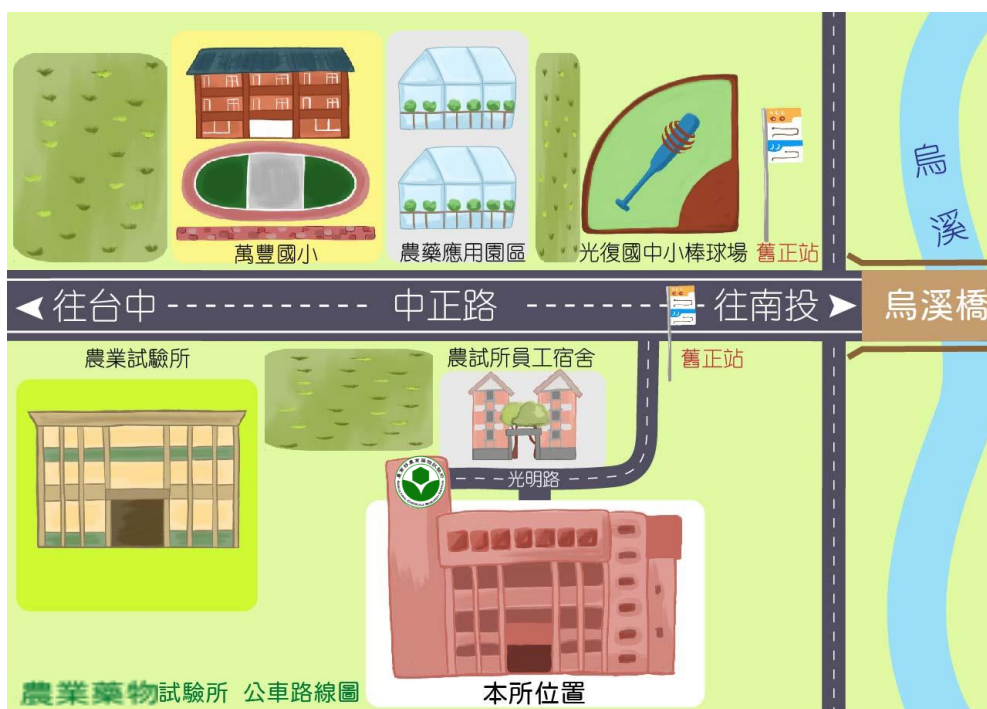 烏溪
萬豐國小
農藥應用園區
光復國中小棒球場
舊正站
往台中
中正路
往南投
烏溪橋
農業試驗所
農試所員工宿舍
舊正站
光明路
農業藥物試驗所 公車路線圖
本所位置